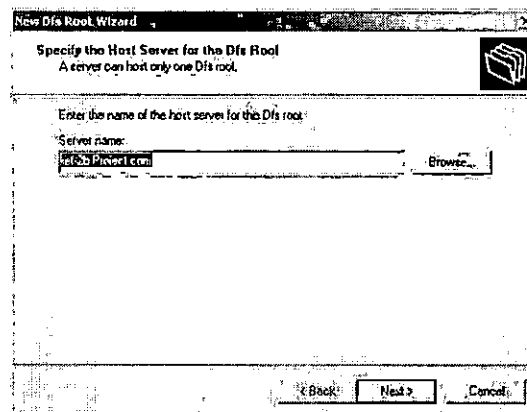 New Dfs Root Wizard
Specify the Host Server for the Dfs Root
A server can host only one Dfs root.
Enter the name of the host server for this Dfs root:
Server name:
Browse...
< Back
Next >
Cancel